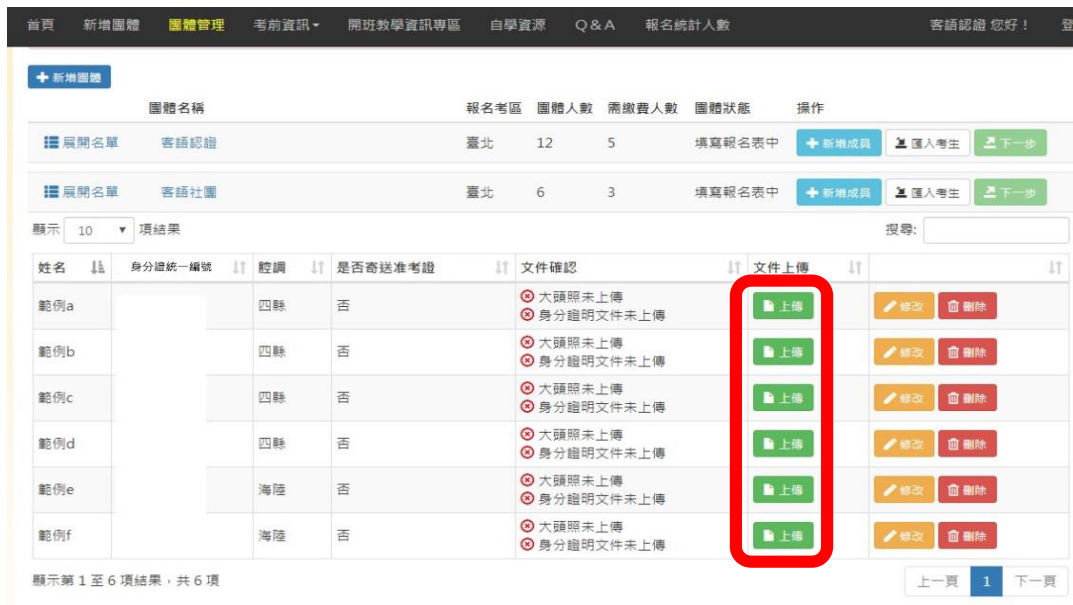 首頁 新增團體 團體管理 考前資訊 開班教學資訊專區 自學資源 Q&A 報名統計人數 客語認證 您好！ 登
新增團體
團體名稱 報名考區 團體人數 需繳費人數 團體狀態 操作
展開名單 客語認證 臺北 12 5 填寫報名表中 新增成員 匯入考生 下一步
展開名單 客語社團 臺北 6 3 填寫報名表中 新增成員 匯入考生 下一步
顯示 10 項結果 搜尋:
姓名 身分證統一編號 腔調 是否寄送准考證 文件確認 文件上傳
範例a 四縣 否 大頭照未上傳 上傳 修改 刪除
身分證明文件未上傳
範例b 四縣 否 大頭照未上傳 上傳 修改 刪除
身分證明文件未上傳
範例c 四縣 否 大頭照未上傳 上傳 修改 刪除
身分證明文件未上傳
範例d 四縣 否 大頭照未上傳 上傳 修改 刪除
身分證明文件未上傳
範例e 海陸 否 大頭照未上傳 上傳 修改 刪除
身分證明文件未上傳
範例f 海陸 否 大頭照未上傳 上傳 修改 刪除
身分證明文件未上傳
顯示第 1 至 6 項結果，共 6 項 上一頁 1 下一頁